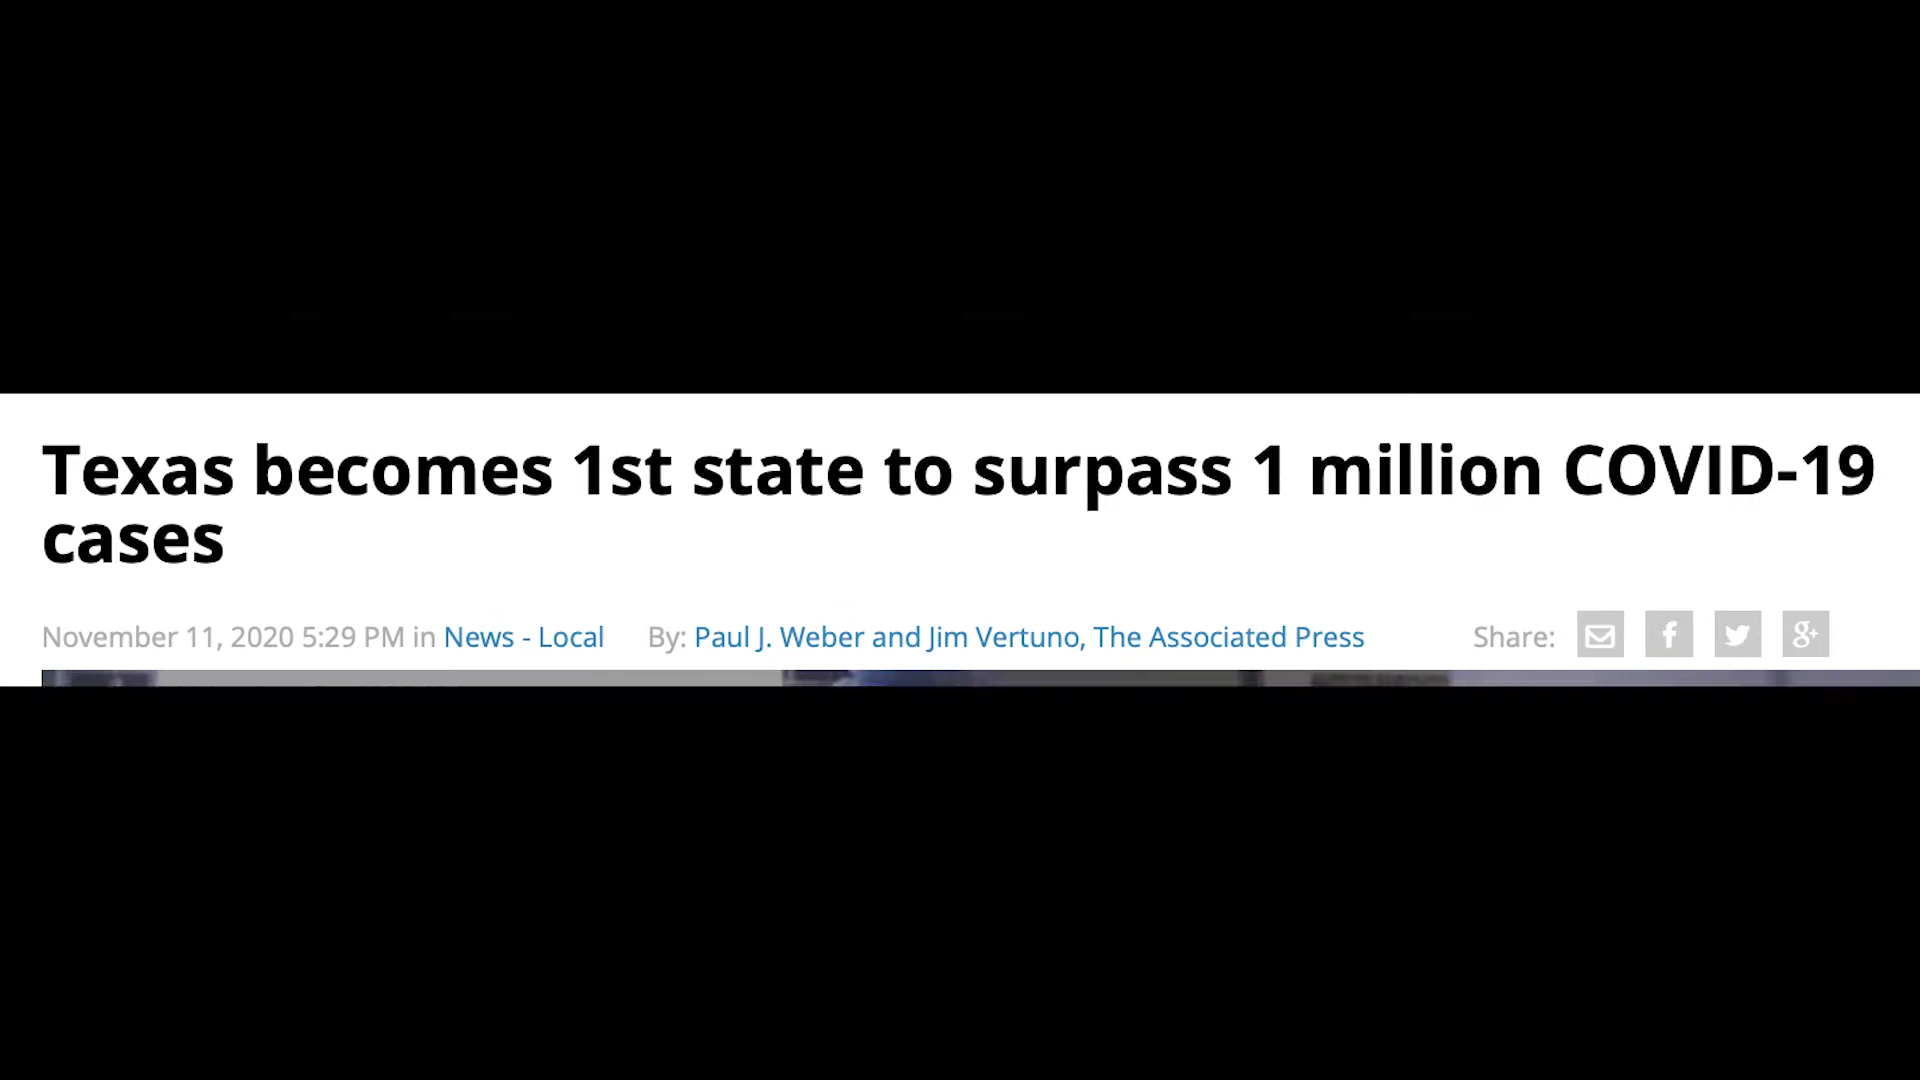 Texas becomes 1st state to surpass 1 million COVID-19
cases
November 11, 2020 5:29 PM in News - Local By: Paul J. Weber and Jim Vertuno, The Associated Press Share: